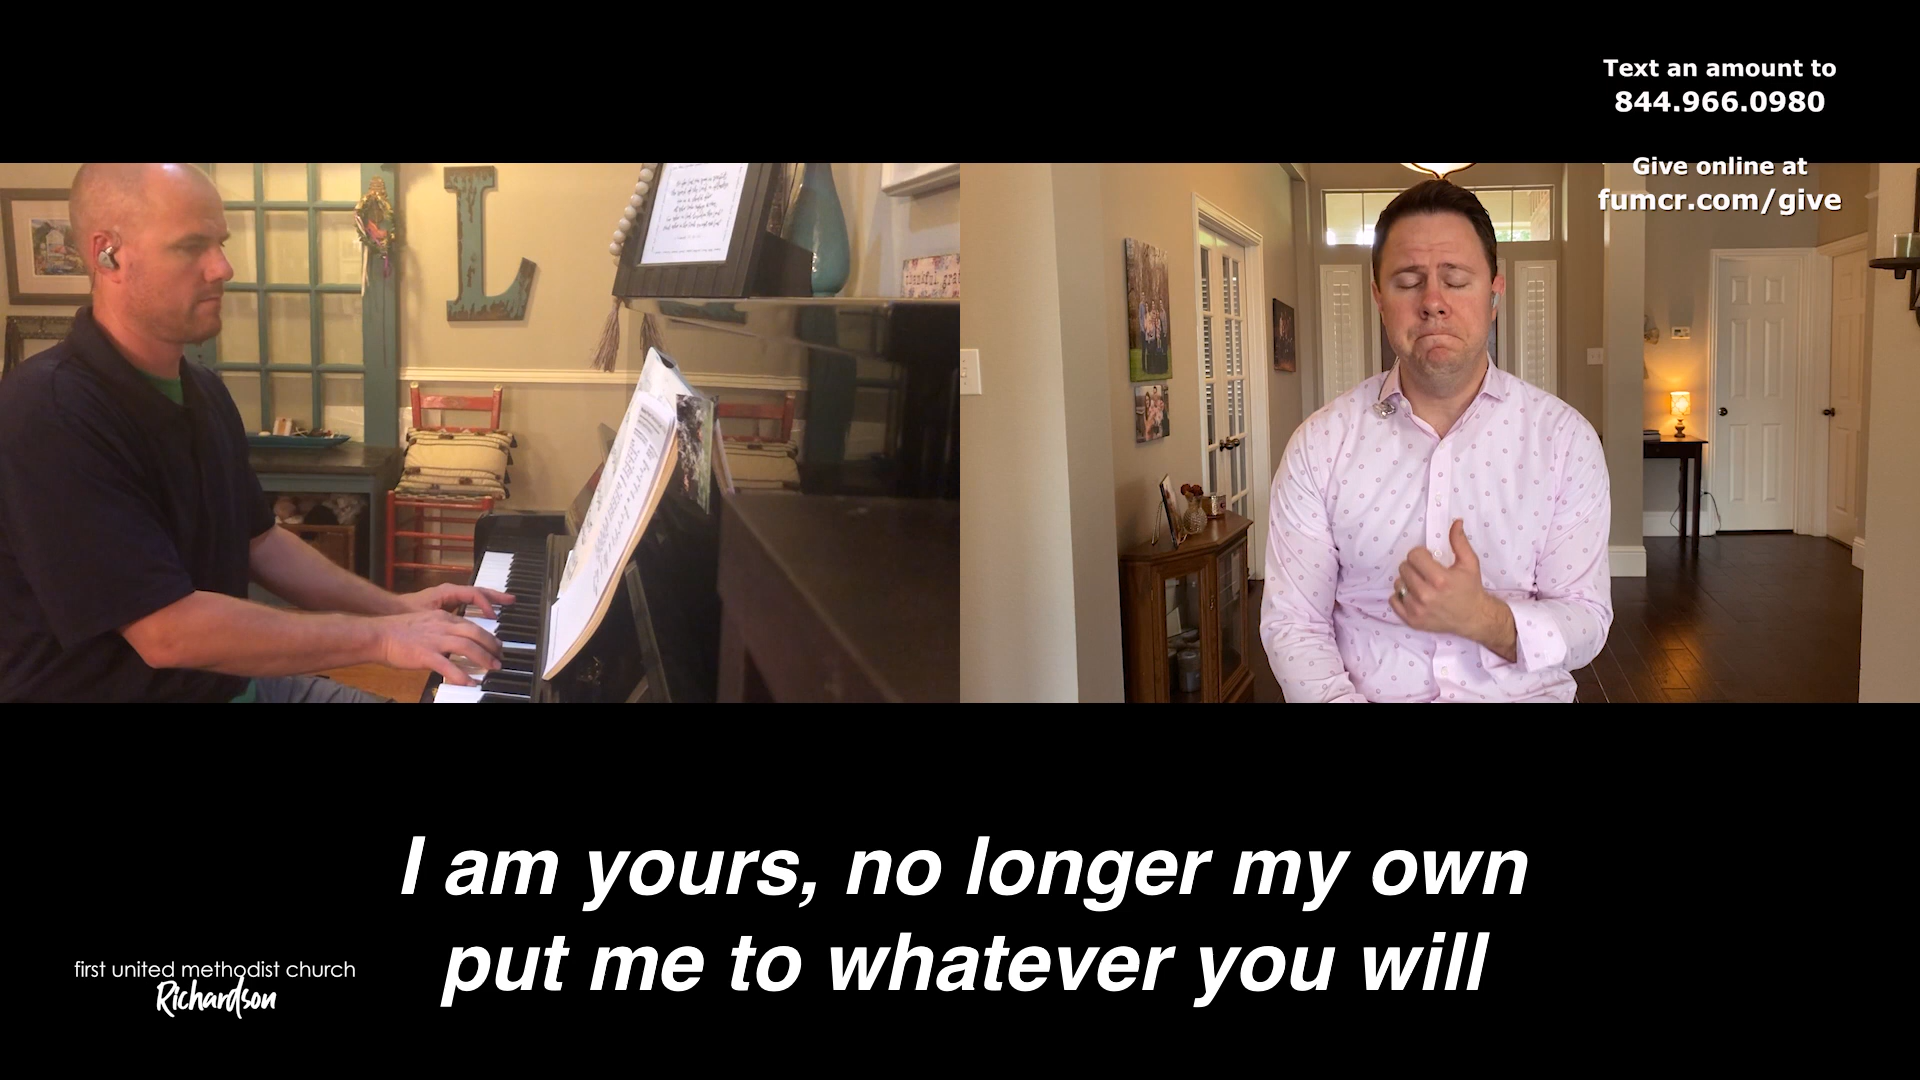 Text an amount to
844.966.0980
Give online at
fumcr.com/give
L
I am yours, no longer my own
put me to whatever you will
first united methodist church
Richardson